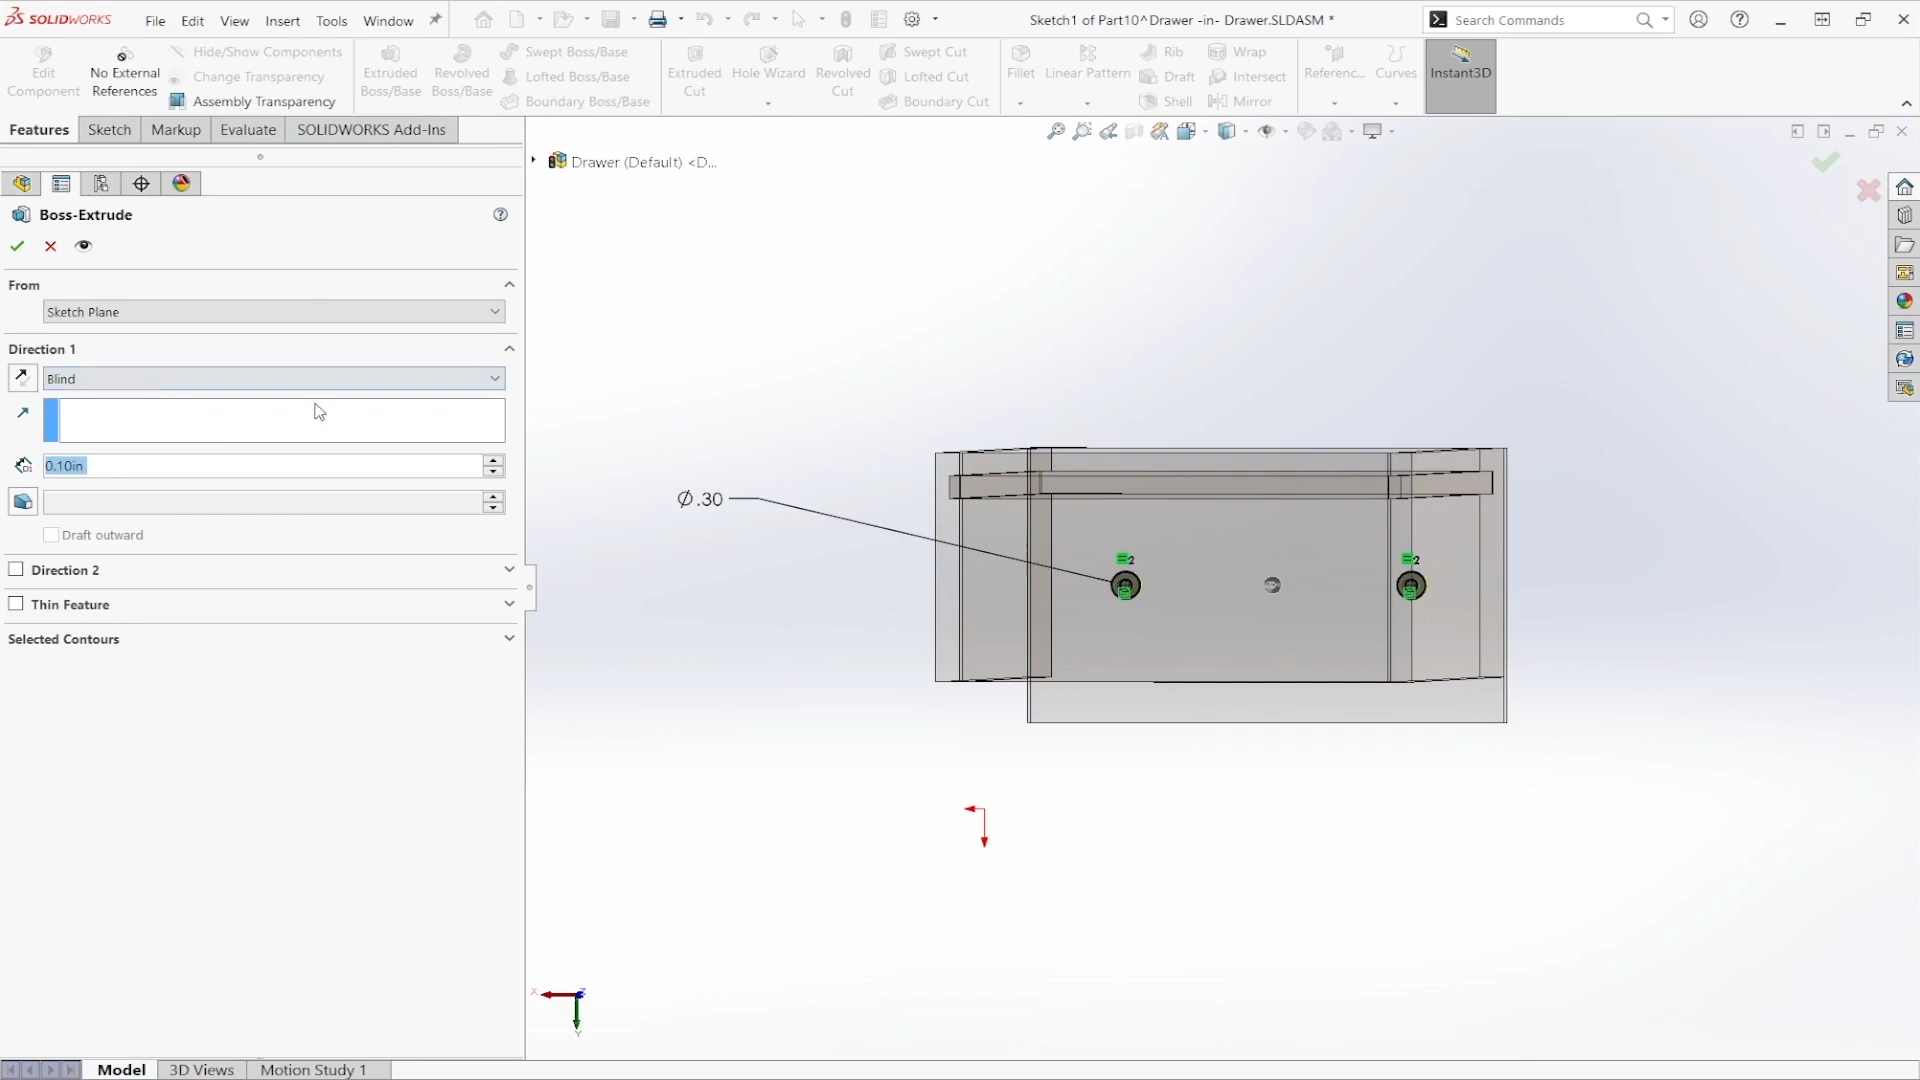 SOLIDWORKS
File Edit View Insert Tools Window
Sketch1 of Part10^Drawer -in- Drawer.SLDASM *
Search Commands
Edit Component
No External References
Hide/Show Components
Change Transparency
Assembly Transparency
Extruded Boss/Base
Revolved Boss/Base
Swept Boss/Base
Lofted Boss/Base
Boundary Boss/Base
Extruded Cut
Hole Wizard
Revolved Cut
Swept Cut
Lofted Cut
Boundary Cut
Fillet
Linear Pattern
Rib
Draft
Shell
Wrap
Intersect
Mirror
Referenc...
Curves
Instant3D
Features Sketch Markup Evaluate SOLIDWORKS Add-Ins
Drawer (Default) <D...
Boss-Extrude
From
Sketch Plane
Direction 1
Blind
0.10in
Draft outward
Direction 2
Thin Feature
Selected Contours
Ø.30
2
2
X
Z
Y
Model 3D Views Motion Study 1